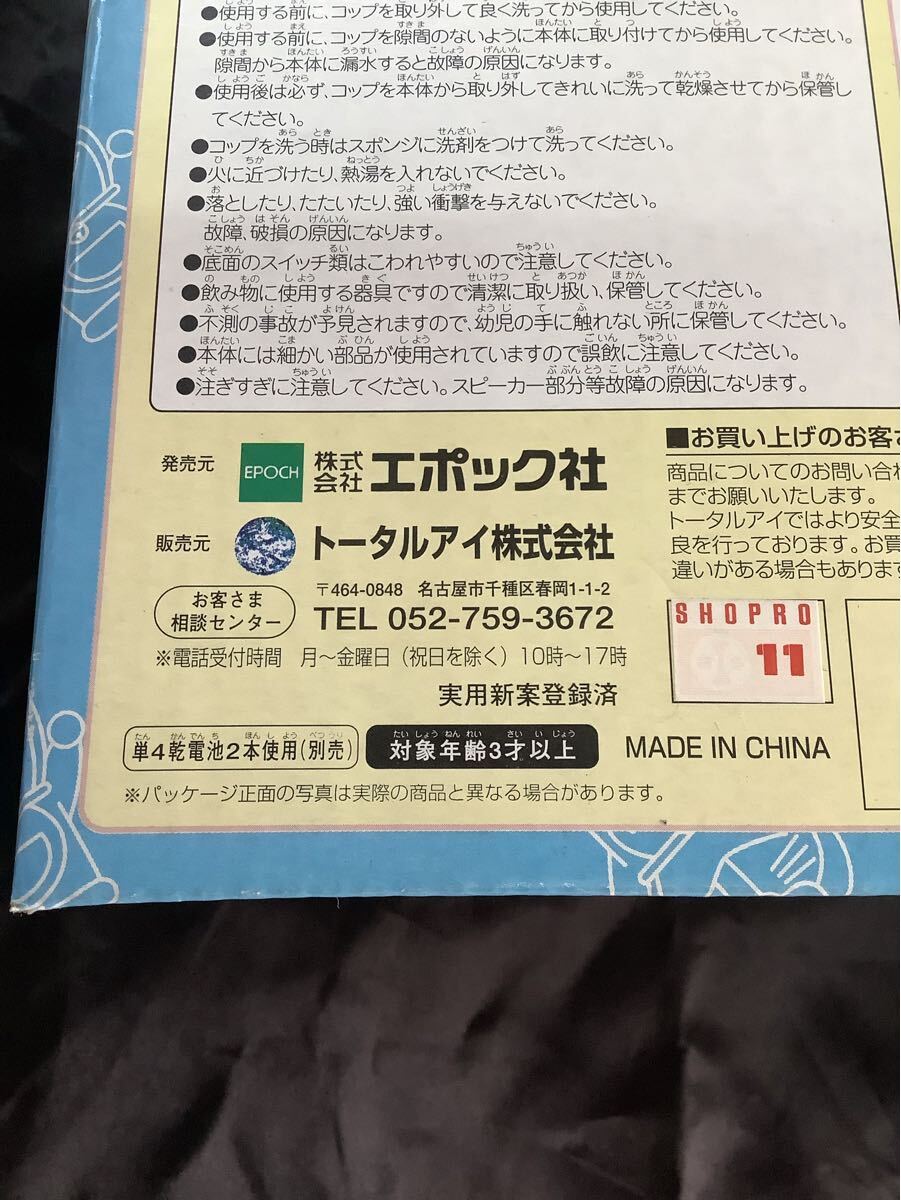 ●使用する前に、コップを取り外して良く洗ってから使用してください。
●使用する前に、コップを隙間のないように本体に取り付けてから使用してください。
隙間から本体に漏水すると故障の原因になります。
●使用後は必ず、コップを本体から取り外してきれいに洗って乾燥させてから保管し
てください。
●コップを洗う時はスポンジに洗剤をつけて洗ってください。
●火に近づけたり、熱湯を入れないでください。
●落としたり、たたいたり、強い衝撃を与えないでください。
故障、破損の原因になります。
●底面のスイッチ類はこわれやすいので注意してください。
●飲み物に使用する器具ですので清潔に取り扱い、保管してください。
●不測の事故が予見されますので、幼児の手に触れない所に保管してください。
●本体には細かい部品が使用されていますので誤飲に注意してください。
●注ぎすぎに注意してください。スピーカー部分等故障の原因になります。
発売元 EPOCH 株式会社 エポック社
販売元 トータルアイ株式会社
お客さま
相談センター
〒464-0848 名古屋市千種区春岡1-1-2
TEL 052-759-3672
※電話受付時間 月～金曜日（祝日を除く）10時～17時
実用新案登録済
単4乾電池2本使用(別売)
対象年齢3才以上
MADE IN CHINA
※パッケージ正面の写真は実際の商品と異なる場合があります。
■お買い上げのお客さ
商品についてのお問い合わ
までお願いいたします。
トータルアイではより安全
良を行っております。お買
違いがある場合もあります
SHOPRO
11